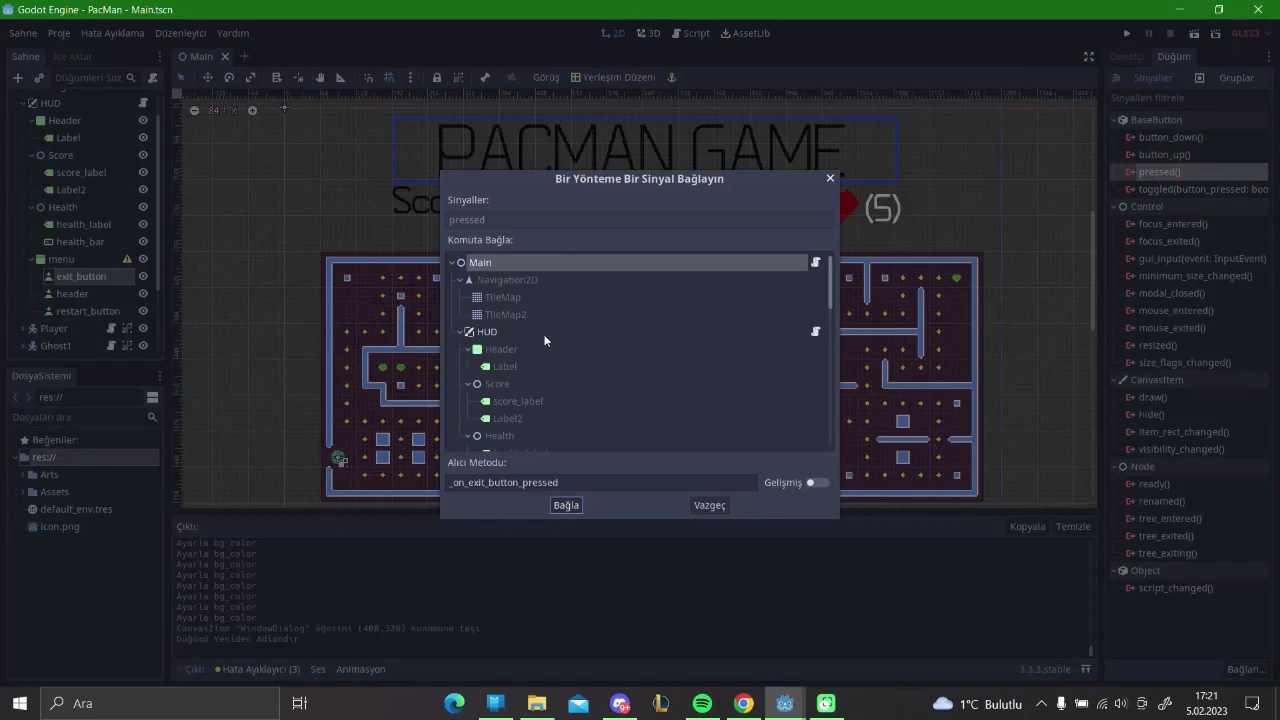 Godot Engine - PacMan - Main.tscn
Sahne Proje Hata Ayıklama Düzenleyici Yardım
2D 3D Script AssetLib
GLES3
Sahne İçe Aktar
Main
Denetçi Düğüm
Düğümleri Süz
Görüş Yerleşim Düzeni
Sinyaller Gruplar
84.1 %
Sinyalleri filtrele
HUD
Header
Label
Score
score_label
Label2
Health
health_label
health_bar
menu
exit_button
header
restart_button
Player
Ghost1
PACMAN GAME
Sco
(5)
Bir Yönteme Bir Sinyal Bağlayın
Sinyaller:
pressed
Komuta Bağla:
Main
Navigation2D
TileMap
TileMap2
HUD
Header
Label
Score
score_label
Label2
Health
Alıcı Metodu:
_on_exit_button_pressed
Gelişmiş
Bağla Vazgeç
BaseButton
button_down()
button_up()
pressed()
toggled(button_pressed: boo
Control
focus_entered()
focus_exited()
gui_input(event: InputEvent)
minimum_size_changed()
modal_closed()
mouse_entered()
mouse_exited()
resized()
size_flags_changed()
CanvasItem
draw()
hide()
item_rect_changed()
visibility_changed()
Node
ready()
renamed()
tree_entered()
tree_exited()
tree_exiting()
Object
script_changed()
DosyaSistemi
res://
Dosyaları ara
Beğeniler:
res://
Arts
Assets
default_env.tres
icon.png
Çıktı:
Kopyala Temizle
Ayarla bg_color
Ayarla bg_color
Ayarla bg_color
Ayarla bg_color
Ayarla bg_color
Ayarla bg_color
Ayarla bg_color
Ayarla bg_color
CanvasItem "WindowDialog" öğesini (408,328) konumuna taşı
Düğümü Yeniden Adlandır
Çıktı Hata Ayıklayıcı (3) Ses Animasyon
3.3.3.stable
Bağlan...
Ara
1°C Bulutlu
17:21
5.02.2023